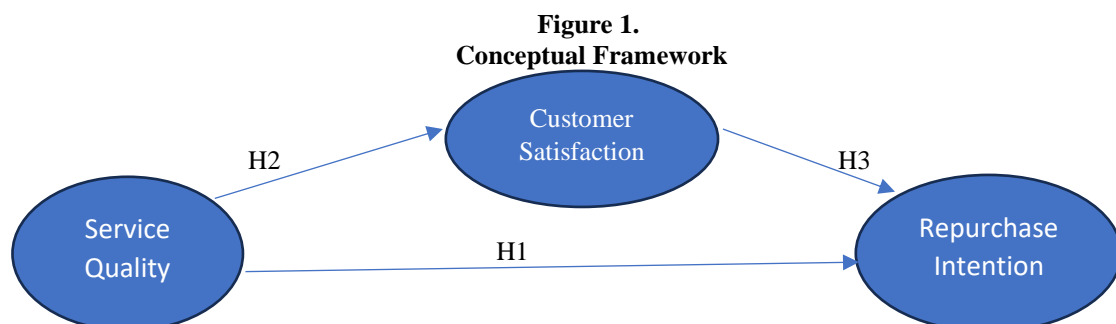 Figure 1.
Conceptual Framework
Customer
Satisfaction
H2
H3
Service
Quality
H1
Repurchase
Intention